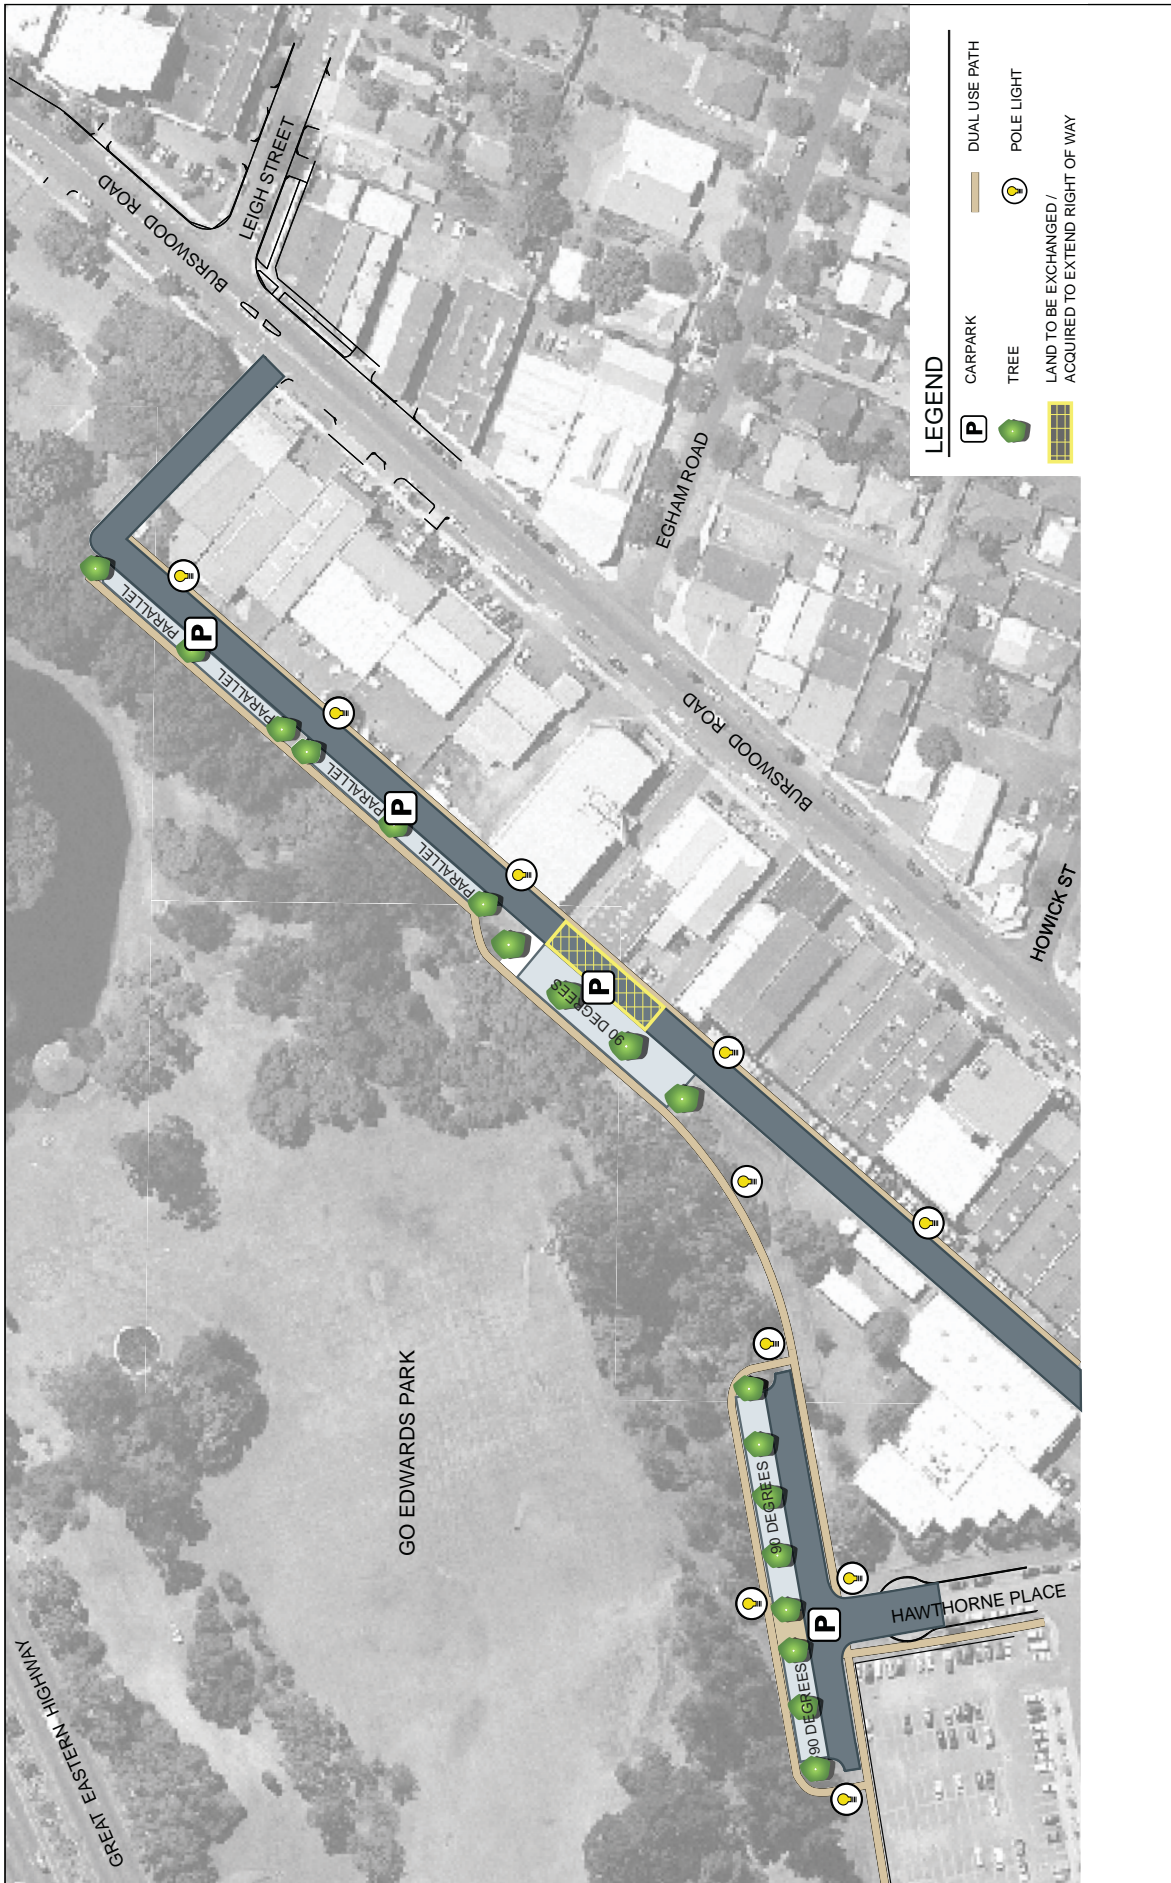 BURSWOOD ROAD
LEIGH STREET
EGHAM ROAD
BURSWOOD ROAD
HOWICK ST
PARALLEL
P
PARALLEL
PARALLEL
PARALLEL
P
PARALLEL
PARALLEL
90 DEGREES
P
GO EDWARDS PARK
90 DEGREES
90 DEGREES
P
HAWTHORNE PLACE
GREAT EASTERN HIGHWAY
LEGEND
P CARPARK
DUAL USE PATH
TREE
POLE LIGHT
LAND TO BE EXCHANGED /
ACQUIRED TO EXTEND RIGHT OF WAY